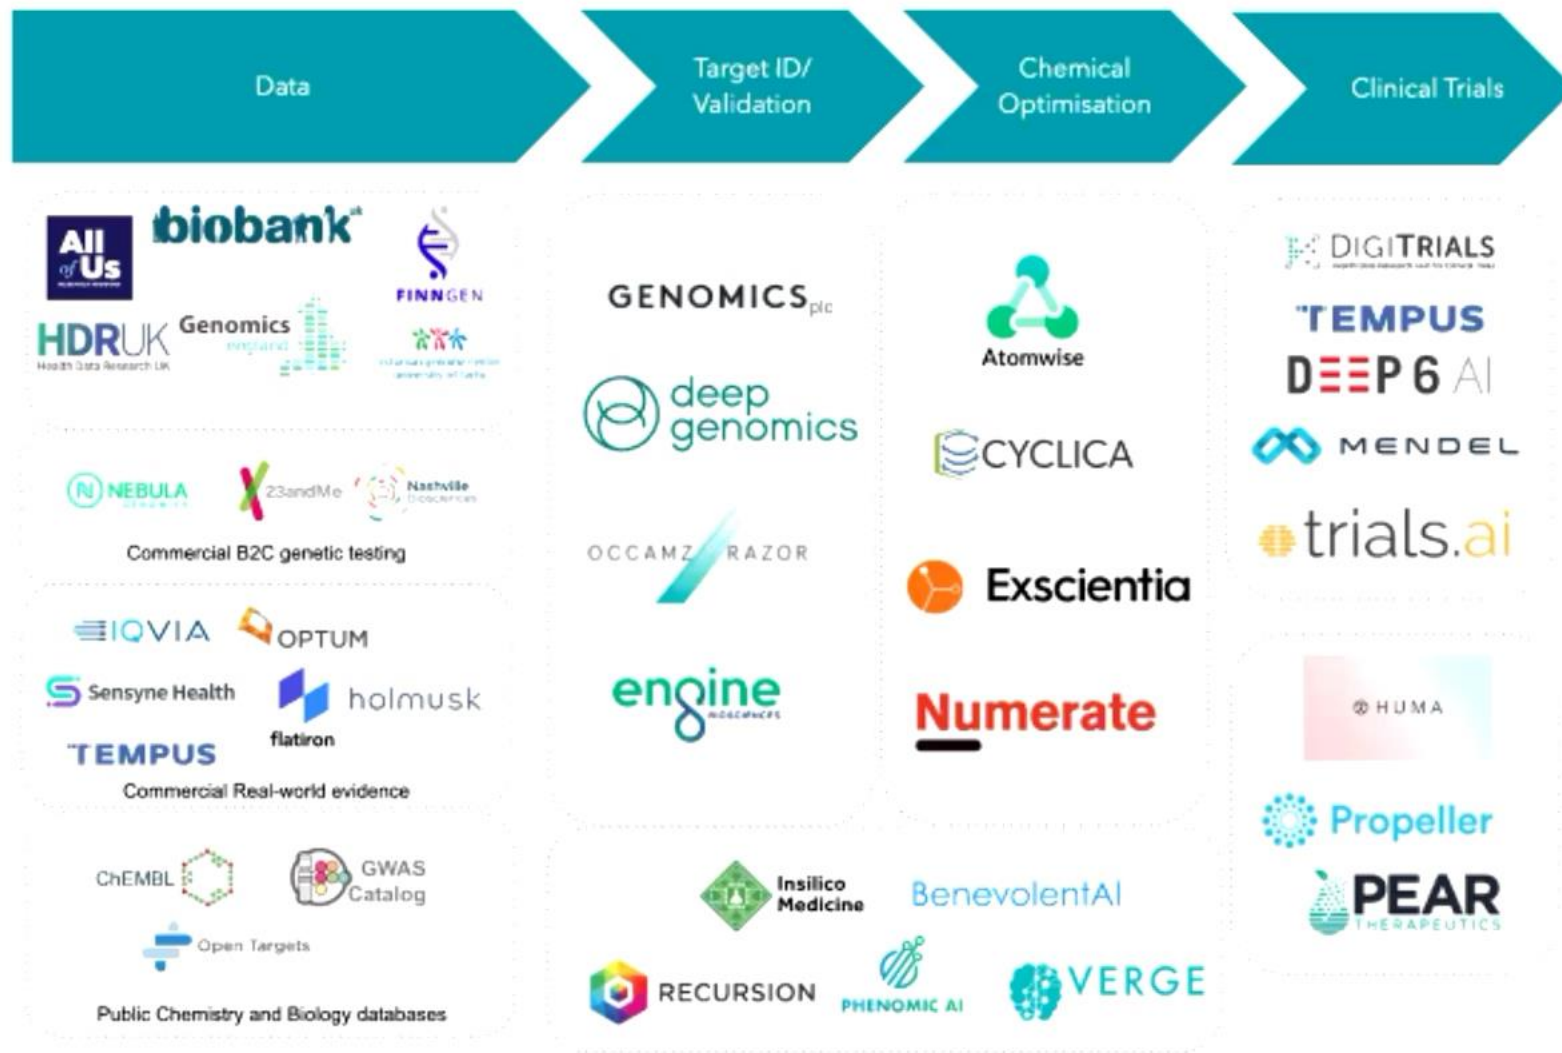 Data
Target ID/
Validation
Chemical
Optimisation
Clinical Trials
All
of Us
biobank uk
FINNGEN
HDRUK
Health Data Research UK
Genomics
england
NEBULA
GENOMICS
23andMe
Nashville
Biosciences
Commercial B2C genetic testing
IQVIA
OPTUM
Sensyne Health
flatiron
holmusk
TEMPUS
Commercial Real-world evidence
ChEMBL
GWAS
Catalog
Open Targets
Public Chemistry and Biology databases
GENOMICS plc
deep
genomics
OCCAMZ RAZOR
engine
BIOSCIENCES
Atomwise
CYCLICA
Exscientia
Numerate
Insilico
Medicine
BenevolentAI
RECURSION
PHENOMIC AI
VERGE
DIGITRIALS
TEMPUS
DEEP 6 AI
MENDEL
trials.ai
HUMA
Propeller
PEAR
THERAPEUTICS